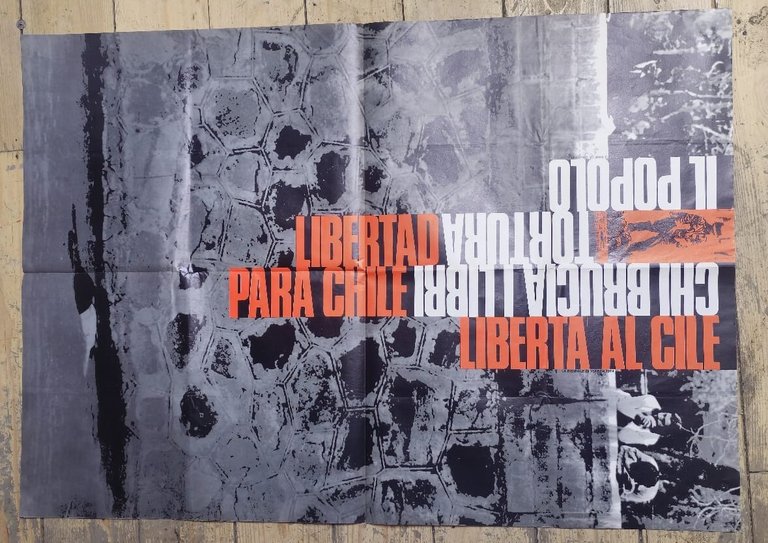 LIBERTAD
PARA CHILE
LIBERTA AL CILE
CHI BRUCIA I LIBRI
TORTURA
IL POPOLO